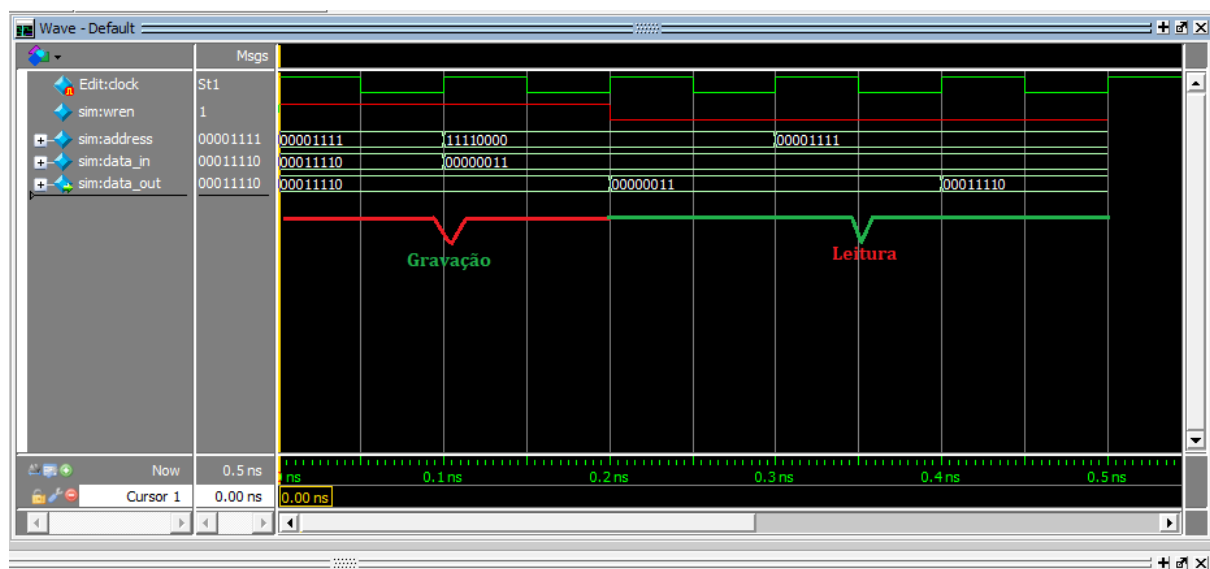 Wave - Default
Msgs
Edit:clock St1
sim:wren 1
sim:address 00001111 00001111 11110000 00001111
sim:data_in 00011110 00011110 00000011
sim:data_out 00011110 00011110 00000011 00011110
Gravação Leitura
Now 0.5 ns ns 0.1 ns 0.2 ns 0.3 ns 0.4 ns 0.5 ns
Cursor 1 0.00 ns 0.00 ns